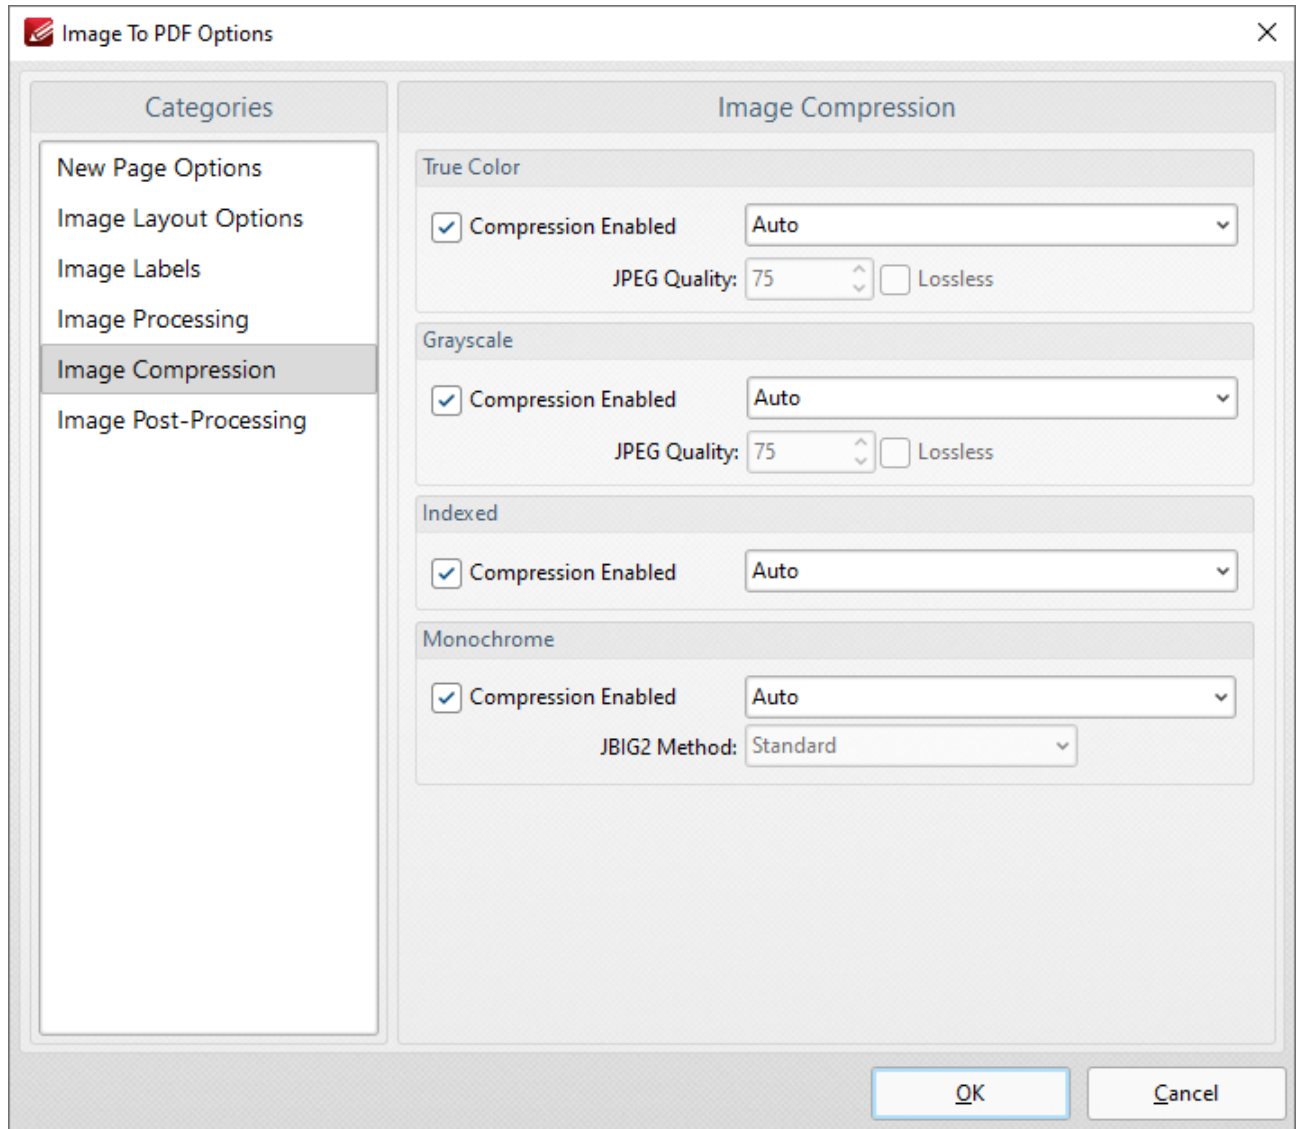 Image To PDF Options
Categories
New Page Options
Image Layout Options
Image Labels
Image Processing
Image Compression
Image Post-Processing
Image Compression
True Color
Compression Enabled Auto
JPEG Quality: 75 Lossless
Grayscale
Compression Enabled Auto
JPEG Quality: 75 Lossless
Indexed
Compression Enabled Auto
Monochrome
Compression Enabled Auto
JBIG2 Method: Standard
OK Cancel